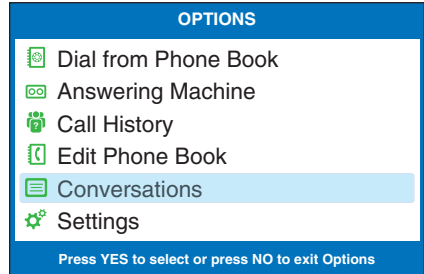 OPTIONS
Dial from Phone Book
Answering Machine
Call History
Edit Phone Book
Conversations
Settings
Press YES to select or press NO to exit Options